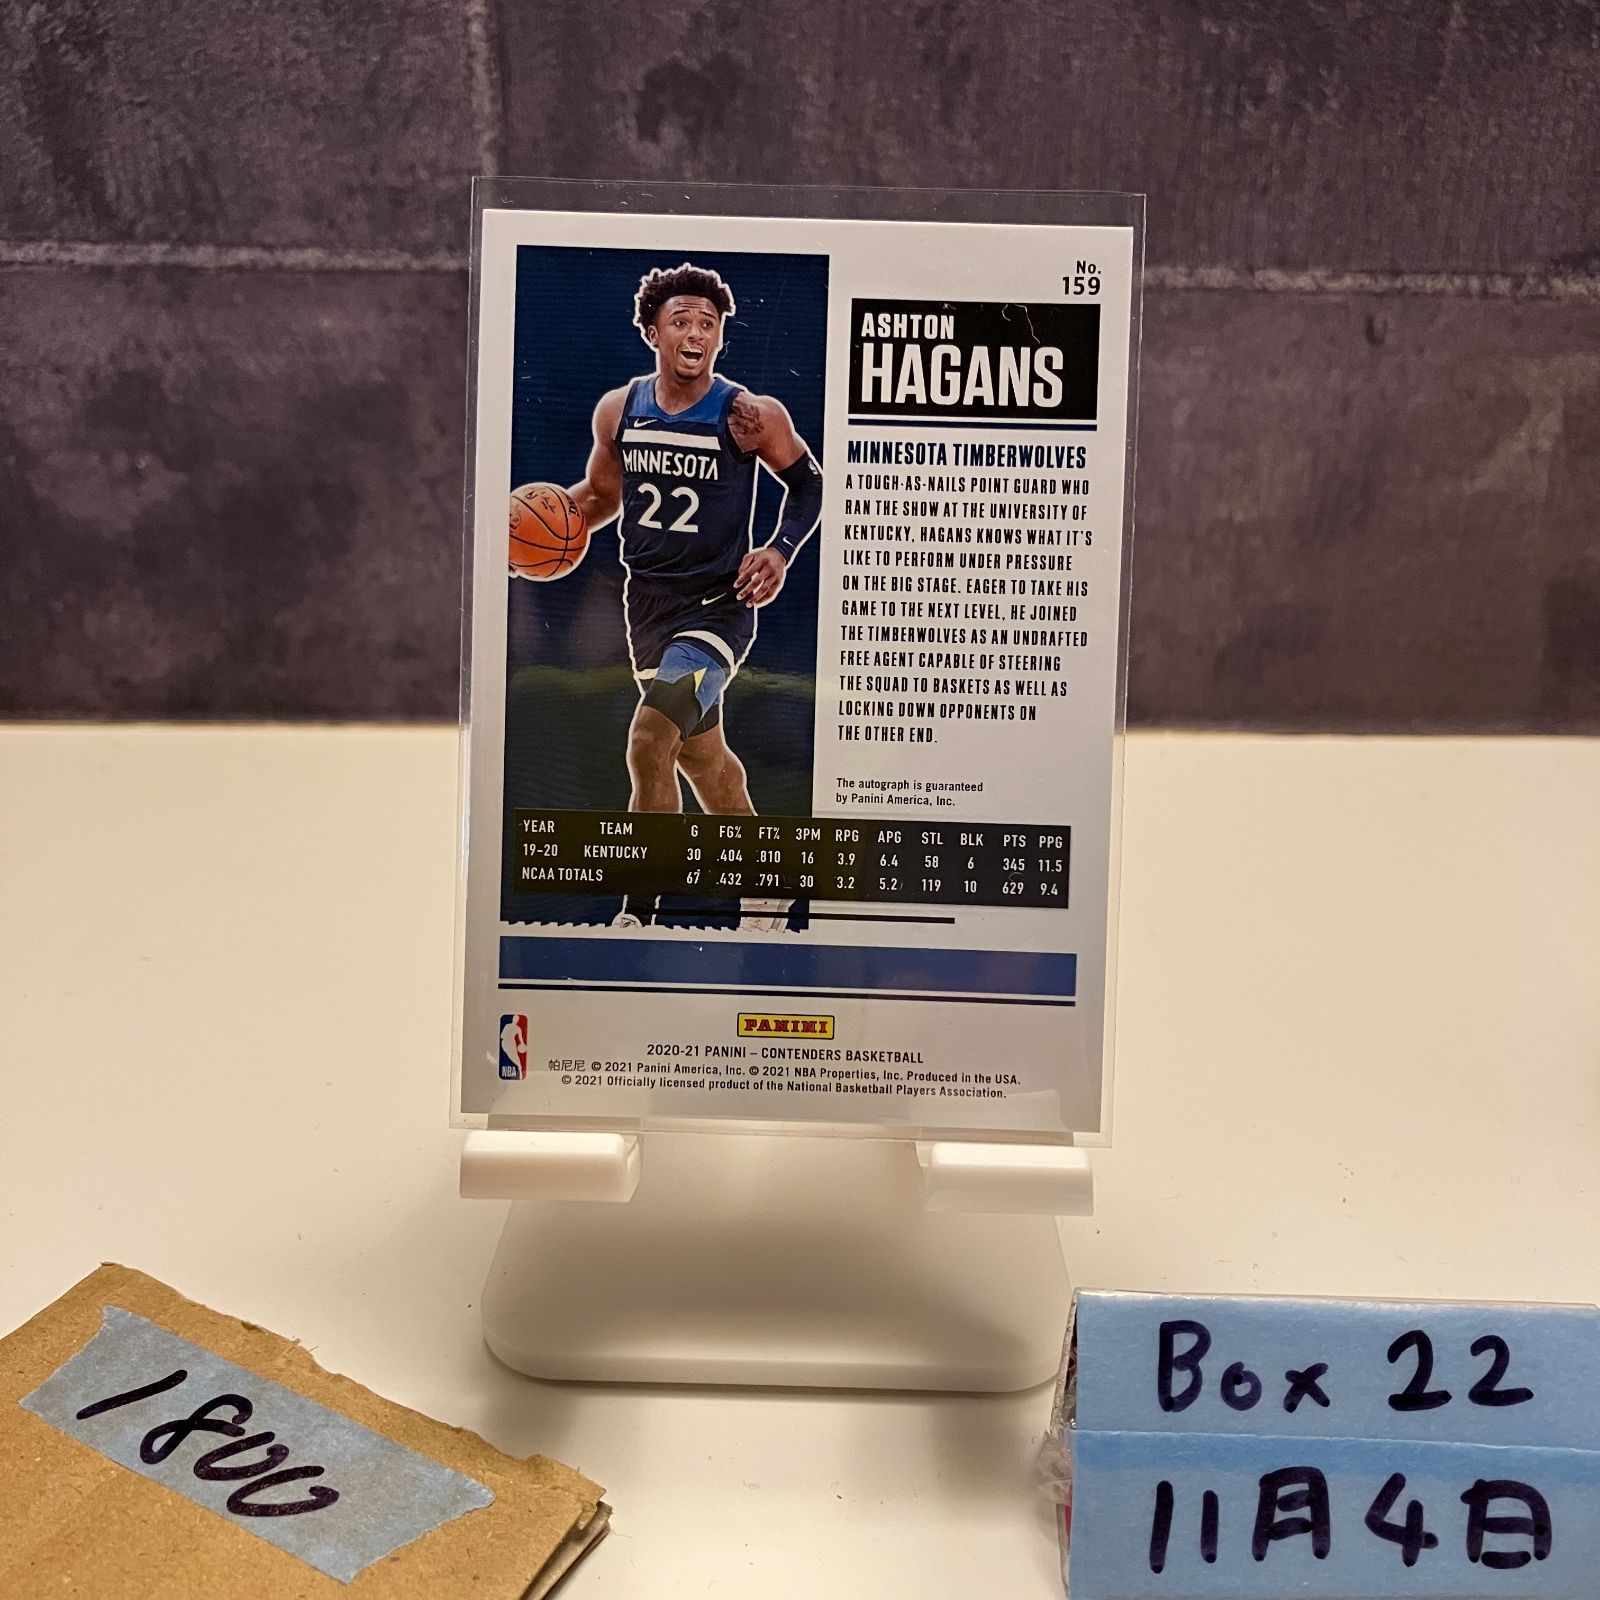 No.
159
ASHTON
HAGANS
MINNESOTA TIMBERWOLVES
A TOUGH-AS-NAILS POINT GUARD WHO
RAN THE SHOW AT THE UNIVERSITY OF
KENTUCKY, HAGANS KNOWS WHAT IT'S
LIKE TO PERFORM UNDER PRESSURE
ON THE BIG STAGE. EAGER TO TAKE HIS
GAME TO THE NEXT LEVEL, HE JOINED
THE TIMBERWOLVES AS AN UNDRAFTED
FREE AGENT CAPABLE OF STEERING
THE SQUAD TO BASKETS AS WELL AS
LOCKING DOWN OPPONENTS ON
THE OTHER END.
MINNESOTA
22
The autograph is guaranteed
by Panini America, Inc.
YEAR TEAM G FG% FT% 3PM RPG APG STL BLK PTS PPG
19-20 KENTUCKY 30 .404 .810 16 3.9 6.4 58 6 345 11.5
NCAA TOTALS 67 .432 .791 30 3.2 5.2 119 10 629 9.4
PANINI
NBA
2020-21 PANINI – CONTENDERS BASKETBALL
帕尼尼 © 2021 Panini America, Inc. © 2021 NBA Properties, Inc. Produced in the USA.
© 2021 Officially licensed product of the National Basketball Players Association.
1800
Box 22
11月4日